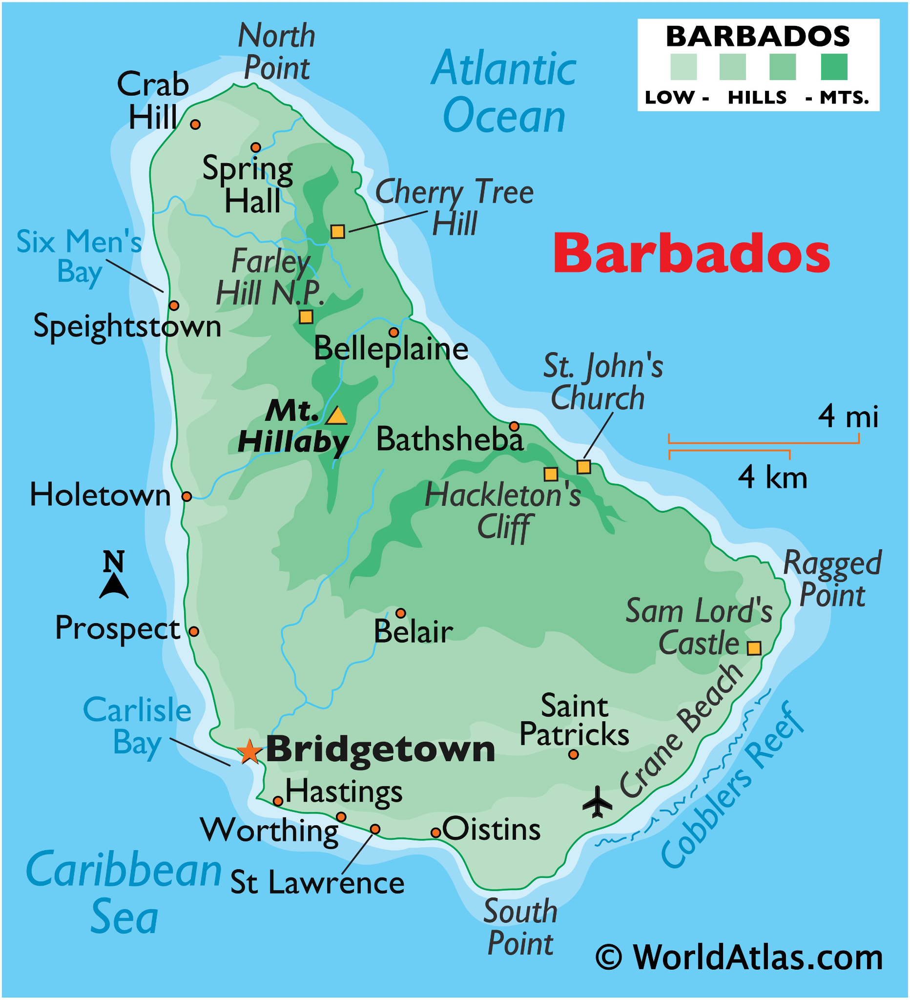 North
Point
BARBADOS
LOW - HILLS - MTS.
Atlantic
Ocean
Crab
Hill
Spring
Hall
Cherry Tree
Hill
Barbados
Six Men's
Bay
Farley
Hill N.P.
Speightstown
Belleplaine
St. John's
Church
Mt.
Hillaby
Bathsheba
4 mi
4 km
Holetown
Hackleton's
Cliff
N
Ragged
Point
Sam Lord's
Castle
Prospect
Belair
Crane Beach
Carlisle
Bay
Saint
Patricks
Bridgetown
Cobblers Reef
Hastings
Worthing
Oistins
St Lawrence
Caribbean
Sea
South
Point
© WorldAtlas.com